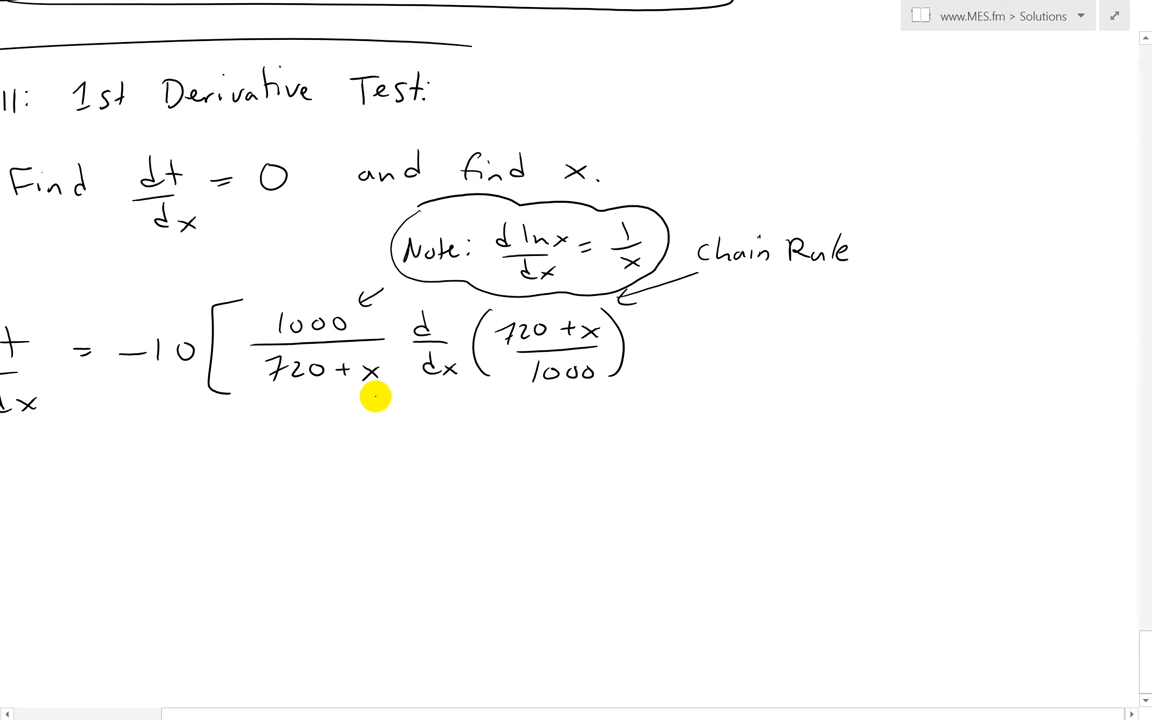 www.MES.fm > Solutions
11: 1st Derivative Test:
Find dt/dx = 0 and find x.
Note: d ln x/dx = 1/x
Chain Rule
t/dx = -10 [ 1000/(720 + x) d/dx ( (720 + x)/1000 )